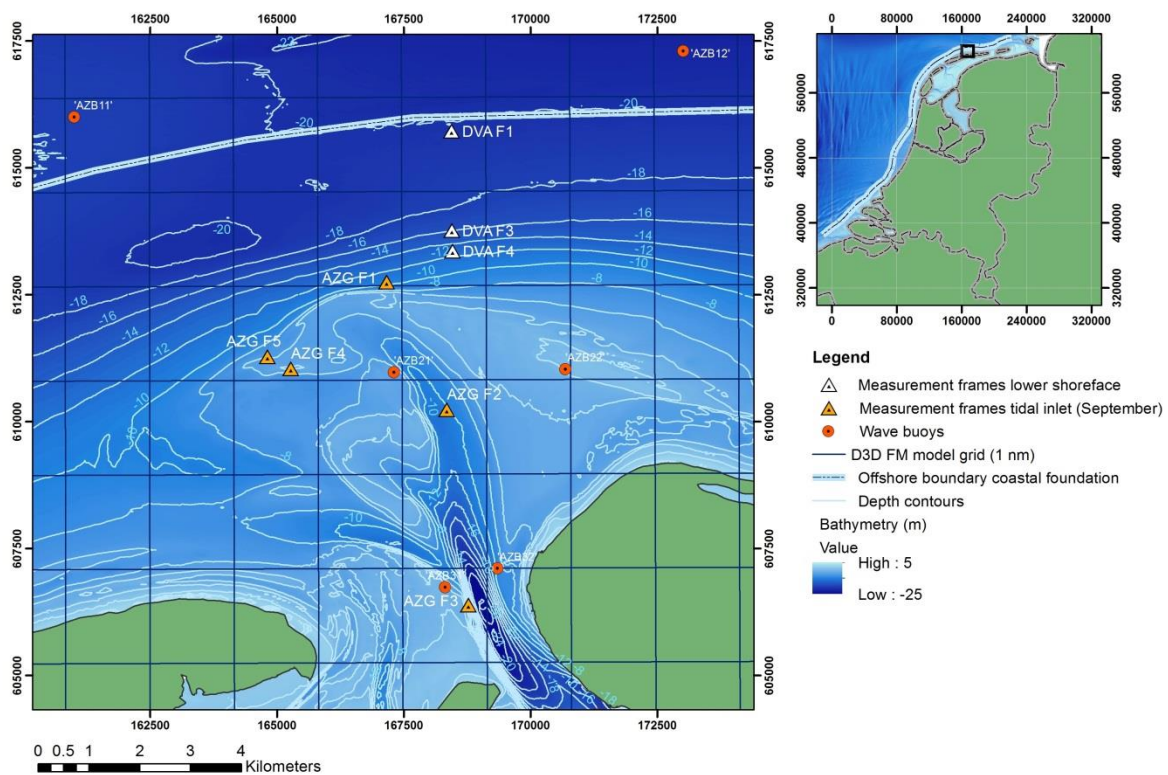 162500 165000 167500 170000 172500
617500
615000
612500
610000
607500
605000
'AZB11'
'AZB12'
-22
-20
-20
DVA F1
-18
-20
DVA F3
-16
-14
DVA F4
-12
-10
-8
AZG F1
-18
-16
-14
-12
-10
-8
AZG F5
AZG F4
'AZB21'
'AZB22'
-10
AZG F2
-10
-8
-12
-10
'AZB31
'AZB32'
AZG F3
-20
-14
-12
-8
-18
-16
-18
617500
615000
612500
610000
607500
605000
162500 165000 167500 170000 172500
0 0.5 1 2 3 4
Kilometers
0 80000 160000 240000 320000
560000
480000
400000
320000
560000
480000
400000
320000
0 80000 160000 240000 320000
Legend
Measurement frames lower shoreface
Measurement frames tidal inlet (September)
Wave buoys
D3D FM model grid (1 nm)
Offshore boundary coastal foundation
Depth contours
Bathymetry (m)
Value
High : 5
Low : -25